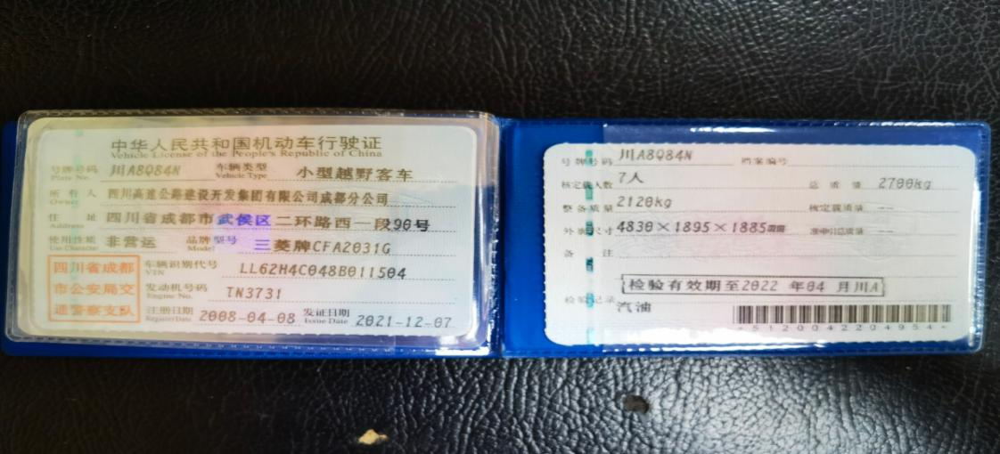 中华人民共和国机动车行驶证
Vehicle License of the People's Republic of China
号牌号码 川A8Q84N 车辆类型 小型越野客车
Plate No. Vehicle Type
所有人 四川高速公路建设开发集团有限公司成都分公司
Owner
住址 四川省成都市武侯区二环路西一段90号
Address
使用性质 非营运 品牌型号 三菱牌CFA2031G
Use Character Model
四川省成都
市公安局交
通警察支队
车辆识别代号 LL62H4C048B011504
VIN
发动机号码 TN3731
Engine No.
注册日期 2008-04-08 发证日期 2021-12-07
Register Date Issue Date
号牌号码 川A8Q84N 档案编号
核定载人数 7人 总质量 2700kg
整备质量 2120kg 核定载质量 --
外廓尺寸 4830×1895×1885mm 准牵引总质量 --
备注
检验有效期至2022年04月川A
检验记录
汽油
*5120042204954*